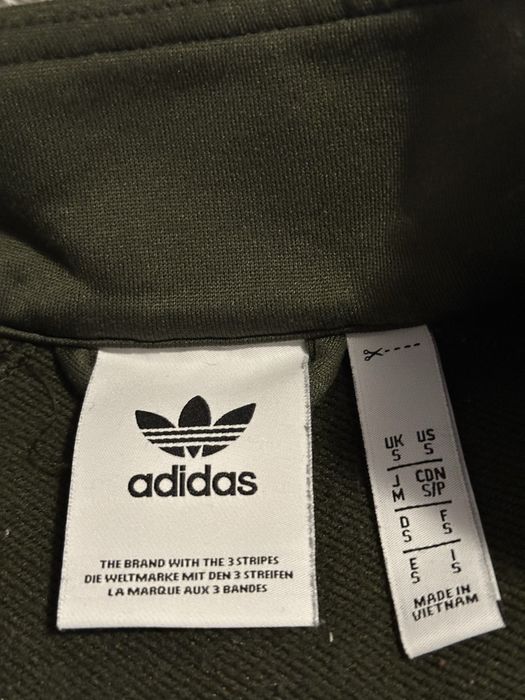 adidas
THE BRAND WITH THE 3 STRIPES
DIE WELTMARKE MIT DEN 3 STREIFEN
LA MARQUE AUX 3 BANDES
UK US
S S
J CDN
M S/P
D F
S S
ES I
S S
MADE IN
VIETNAM